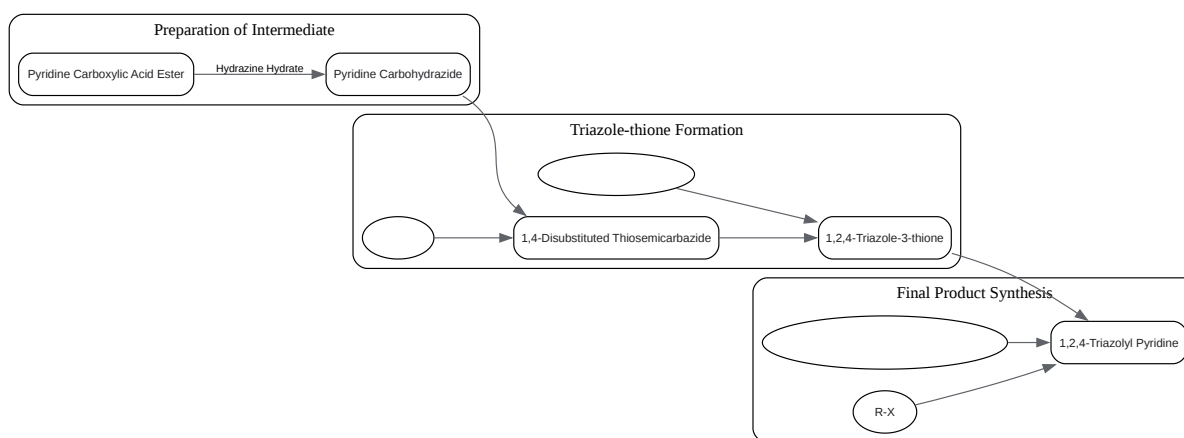 Preparation of Intermediate
Pyridine Carboxylic Acid Ester
Hydrazine Hydrate
Pyridine Carbohydrazide
Triazole-thione Formation
1,4-Disubstituted Thiosemicarbazide
1,2,4-Triazole-3-thione
Final Product Synthesis
1,2,4-Triazolyl Pyridine
R-X